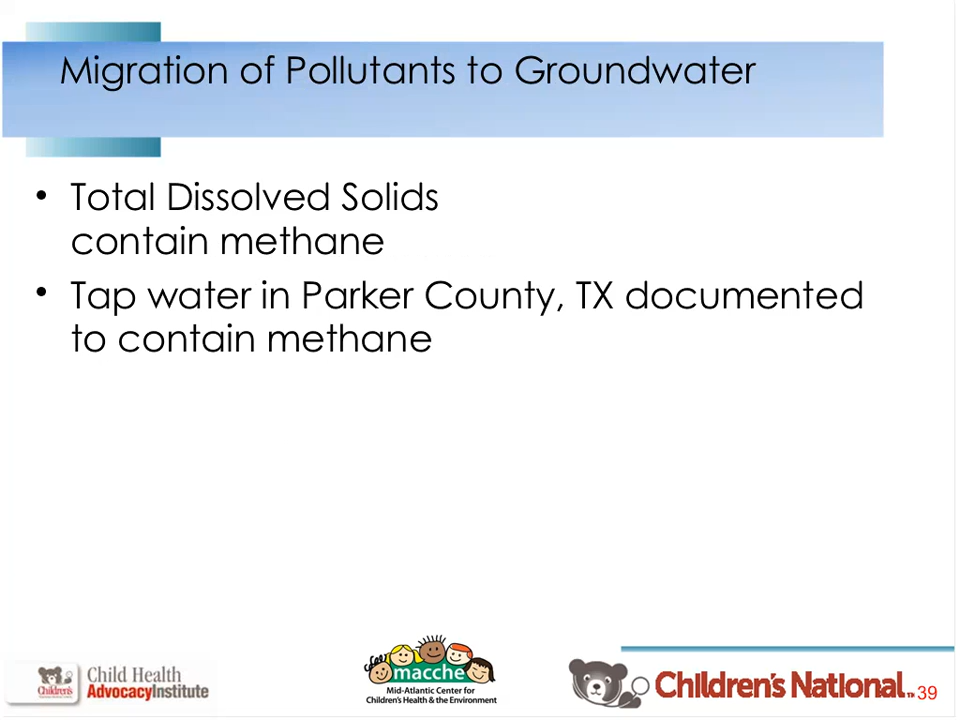 Migration of Pollutants to Groundwater
• Total Dissolved Solids
contain methane
• Tap water in Parker County, TX documented
to contain methane
Children's
Child Health
AdvocacyInstitute
macche
Mid-Atlantic Center for
Children's Health & the Environment
Children's National™
39